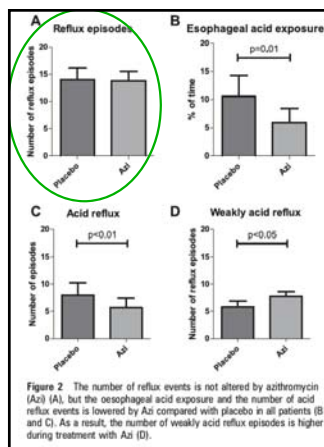 A
Reflux episodes
Number of reflux episodes
20
15
10
5
0
Placebo
Azi
B
Esophageal acid exposure
p=0,01
% of time
20
15
10
5
0
Placebo
Azi
C
Acid reflux
p<0.01
Number of episodes
20
15
10
5
0
Placebo
Azi
D
Weakly acid reflux
p<0.05
Number of episodes
20
15
10
5
0
Placebo
Azi
Figure 2 The number of reflux events is not altered by azithromycin
(Azi) (A), but the oesophageal acid exposure and the number of acid
reflux events is lowered by Azi compared with placebo in all patients (B
and C). As a result, the number of weakly acid reflux episodes is higher
during treatment with Azi (D).